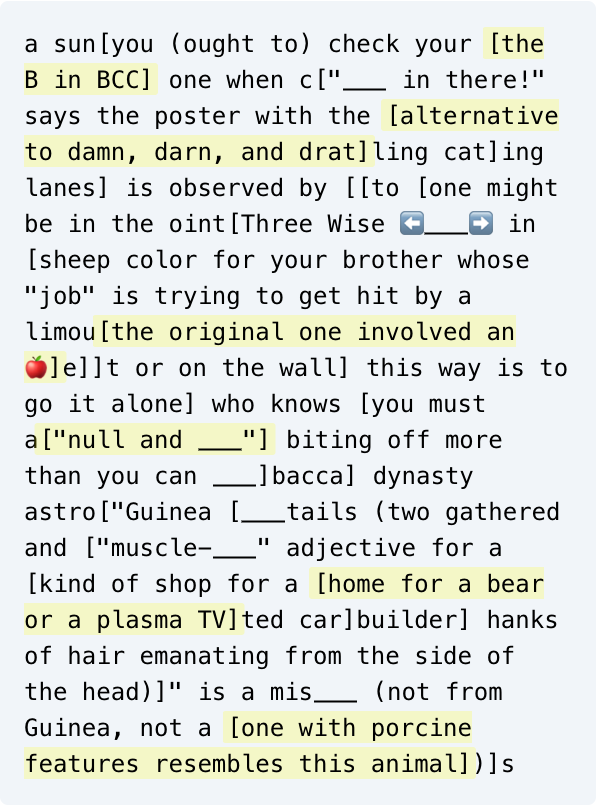 a sun[you (ought to) check your [the
B in BCC] one when c["___ in there!"
says the poster with the [alternative
to damn, darn, and drat]ling cat]ing
lanes] is observed by [[to [one might
be in the oint[Three Wise ⬅️___➡️ in
[sheep color for your brother whose
"job" is trying to get hit by a
limou[the original one involved an
🍎]e]]t or on the wall] this way is to
go it alone] who knows [you must
a["null and ___"] biting off more
than you can ___]bacca] dynasty
astro["Guinea [___tails (two gathered
and ["muscle-___" adjective for a
[kind of shop for a [home for a bear
or a plasma TV]ted car]builder] hanks
of hair emanating from the side of
the head)]" is a mis___ (not from
Guinea, not a [one with porcine
features resembles this animal])]s